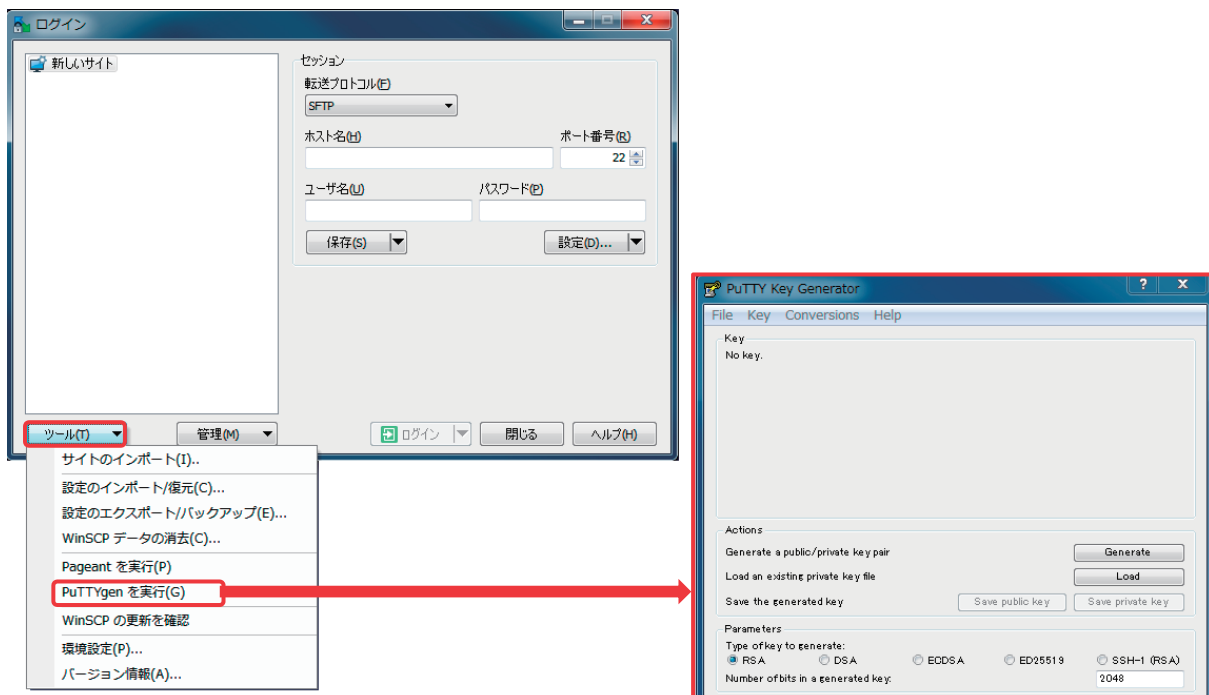 ログイン
新しいサイト
セッション
転送プロトコル(F)
SFTP
ホスト名(H)
ポート番号(R)
22
ユーザ名(U)
パスワード(P)
保存(S)
設定(D)...
ツール(T)
管理(M)
ログイン
閉じる
ヘルプ(H)
サイトのインポート(I)..
設定のインポート/復元(C)...
設定のエクスポート/バックアップ(E)...
WinSCP データの消去(C)...
Pageant を実行(P)
PuTTYgen を実行(G)
WinSCP の更新を確認
環境設定(P)...
バージョン情報(A)...
PuTTY Key Generator
File Key Conversions Help
Key
No key.
Actions
Generate a public/private key pair
Generate
Load an existing private key file
Load
Save the generated key
Save public key
Save private key
Parameters
Type of key to generate:
RSA DSA ECDSA ED25519 SSH-1 (RSA)
Number of bits in a generated key:
2048